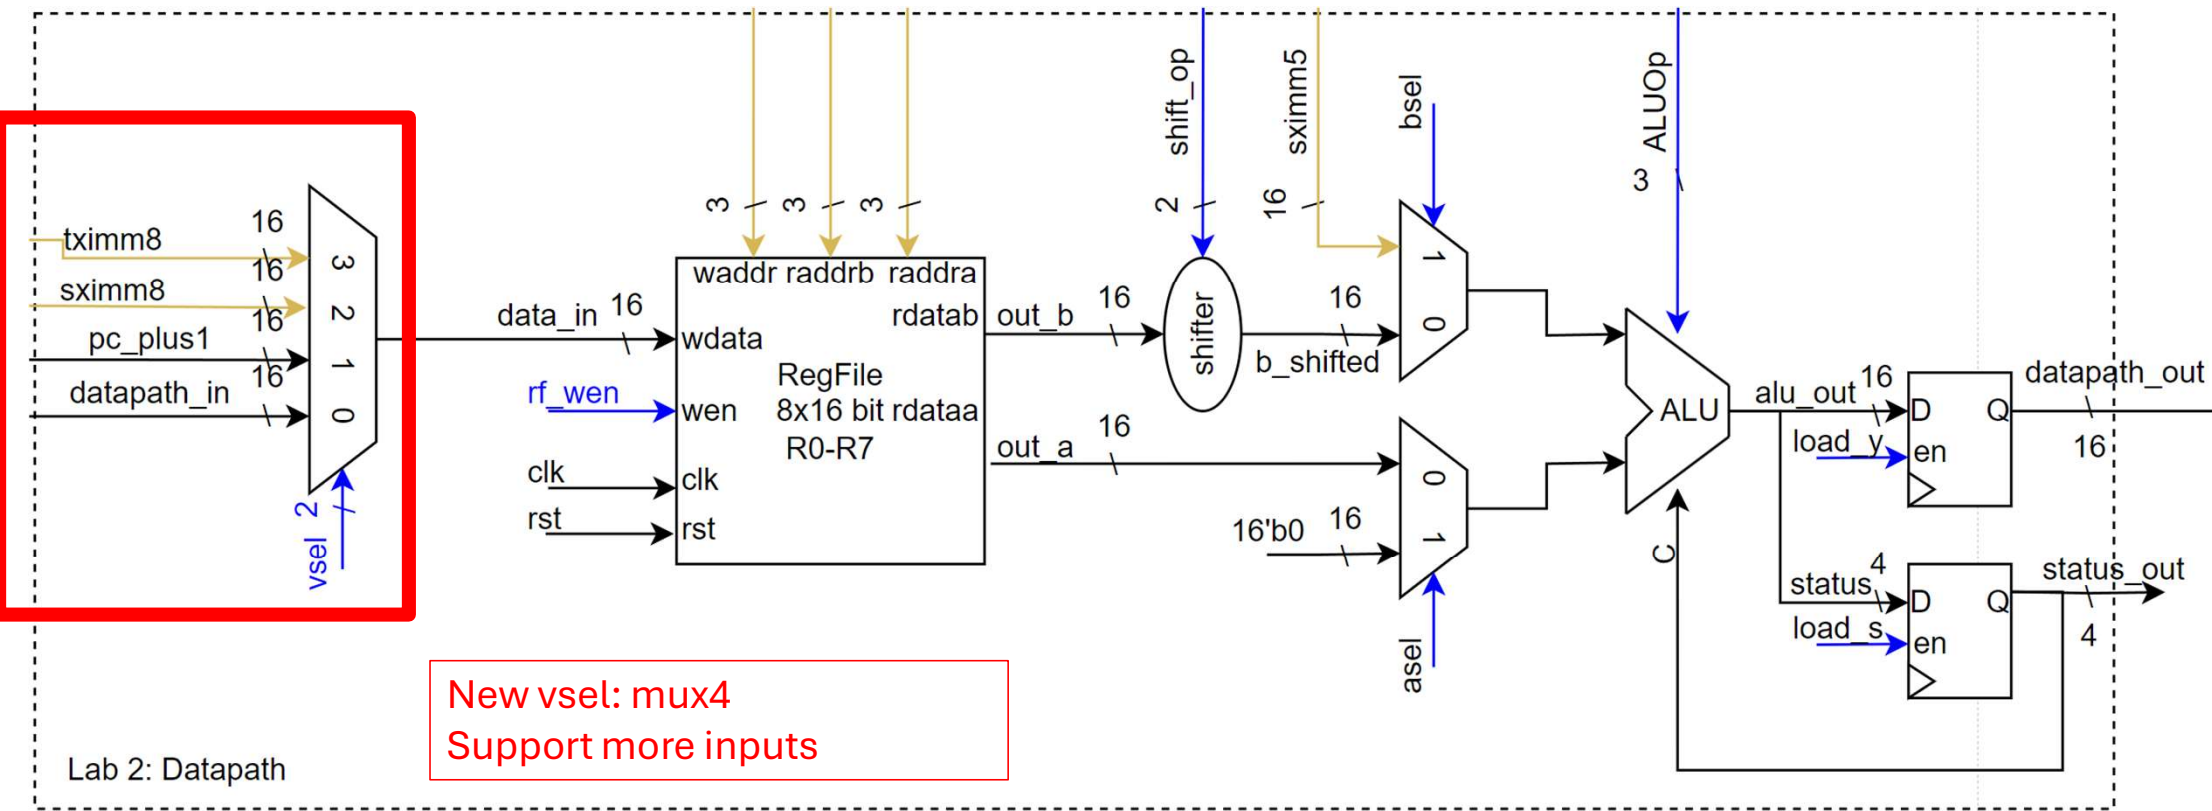 shift_op
2
sximm5
16
bsel
ALUOp
3
3
3
3
tximm8
16
sximm8
16
pc_plus1
16
datapath_in
16
3
2
1
0
vsel
2
data_in
16
waddr
raddrb
raddra
wdata
rdatab
RegFile
8x16 bit
rdataa
R0-R7
rf_wen
wen
clk
clk
rst
rst
out_b
16
shifter
16
b_shifted
1
0
out_a
16
16'b0
16
0
1
asel
ALU
C
alu_out
16
D
Q
load_y
en
datapath_out
16
status
4
D
Q
load_s
en
status_out
4
New vsel: mux4
Support more inputs
Lab 2: Datapath